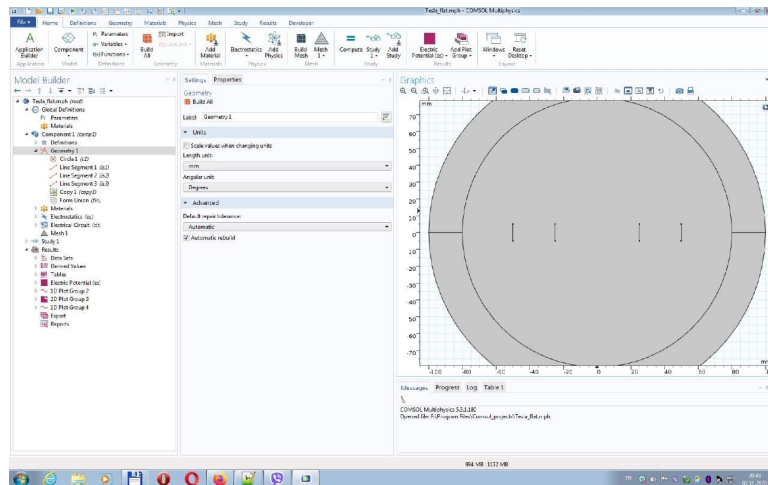 Tesla_flat.mph - COMSOL Multiphysics
File Home Definitions Geometry Materials Physics Mesh Study Results Developer
Application Builder
Component 1
Parameters
Variables
Functions
Import
Build All
Add Material
Electrostatics
Add Physics
Build Mesh
Mesh 1
Compute
Study 1
Add Study
Electric Potential (es)
Add Plot Group
Windows
Reset Desktop
Application Model Definitions Geometry Materials Physics Mesh Study Results Layout
Model Builder
Tesla_flat.mph (root)
Global Definitions
Parameters
Materials
Component 1 (comp1)
Definitions
Geometry 1
Circle 1 (c1)
Line Segment 1 (ls1)
Line Segment 2 (ls2)
Line Segment 3 (ls3)
Copy 1 (copy1)
Form Union (fin)
Materials
Electrostatics (es)
Electrical Circuit (cir)
Mesh 1
Study 1
Results
Data Sets
Derived Values
Tables
Electric Potential (es)
1D Plot Group 2
2D Plot Group 3
1D Plot Group 4
Export
Reports
Settings Properties
Geometry
Build All
Label: Geometry 1
Units
Scale values when changing units
Length unit:
mm
Angular unit:
Degrees
Advanced
Default repair tolerance:
Automatic
Automatic rebuild
Graphics
mm
70
60
50
40
30
20
10
0
-10
-20
-30
-40
-50
-60
-70
-100 -80 -60 -40 -20 0 20 40 60 80
Messages Progress Log Table 1
COMSOL Multiphysics 5.3.1.180
Opened file: F:\Program Files\Comsol_projects\Tesla_flat.mph
984 MB | 1132 MB